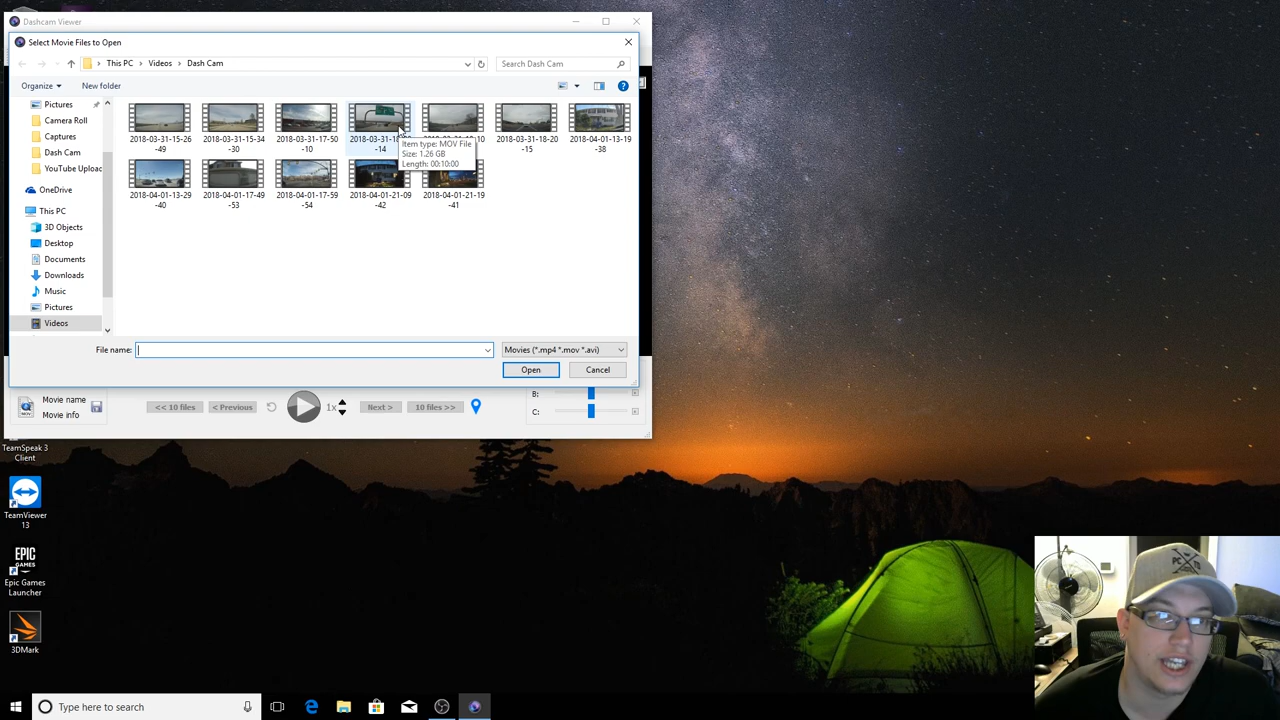 Dashcam Viewer
Select Movie Files to Open
This PC > Videos > Dash Cam
Search Dash Cam
Organize
New folder
Pictures
Camera Roll
Captures
Dash Cam
YouTube Uploa
OneDrive
This PC
3D Objects
Desktop
Documents
Downloads
Music
Pictures
Videos
2018-03-31-15-26
-49
2018-03-31-15-34
-30
2018-03-31-17-50
-10
-14
2018-03-31-18-20
-15
2018-04-01-13-19
-38
2018-04-01-13-29
-40
2018-04-01-17-49
-53
2018-04-01-17-59
-54
2018-04-01-21-09
-42
2018-04-01-21-19
-41
Item type: MOV File
Size: 1.26 GB
Length: 00:10:00
File name:
Movies (*.mp4 *.mov *.avi)
Open
Cancel
Movie name
Movie info
MOV
<< 10 files
< Previous
1x
Next >
10 files >>
B:
C:
TeamSpeak 3
Client
TeamViewer
13
EPIC
GAMES
Epic Games
Launcher
3DMark
Type here to search